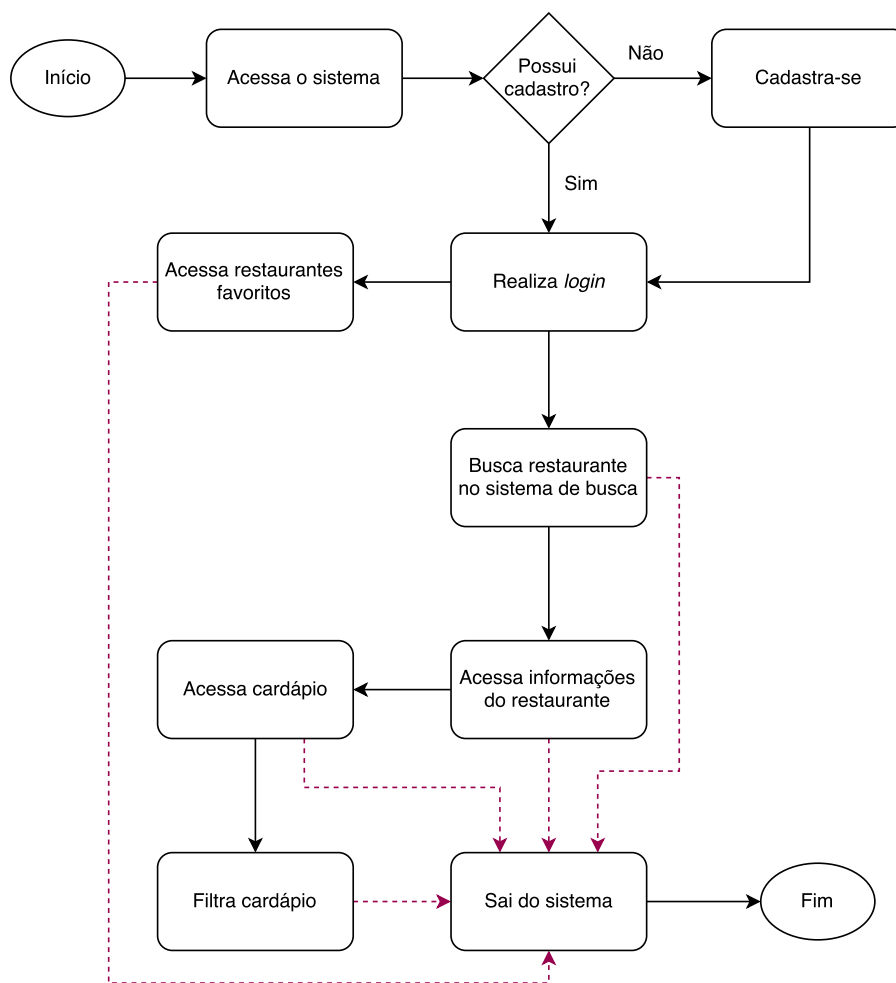 Início
Acessa o sistema
Possui
cadastro?
Não
Cadastra-se
Sim
Acessa restaurantes
favoritos
Realiza login
Busca restaurante
no sistema de busca
Acessa cardápio
Acessa informações
do restaurante
Filtra cardápio
Sai do sistema
Fim